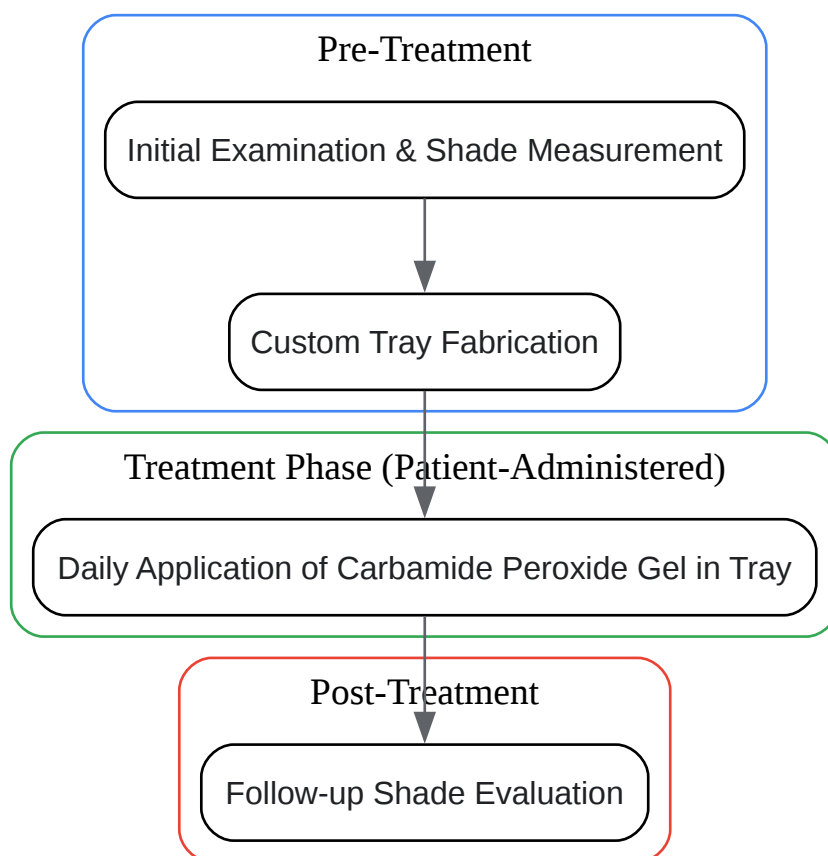 Pre-Treatment
Initial Examination & Shade Measurement
Custom Tray Fabrication
Treatment Phase (Patient-Administered)
Daily Application of Carbamide Peroxide Gel in Tray
Post-Treatment
Follow-up Shade Evaluation